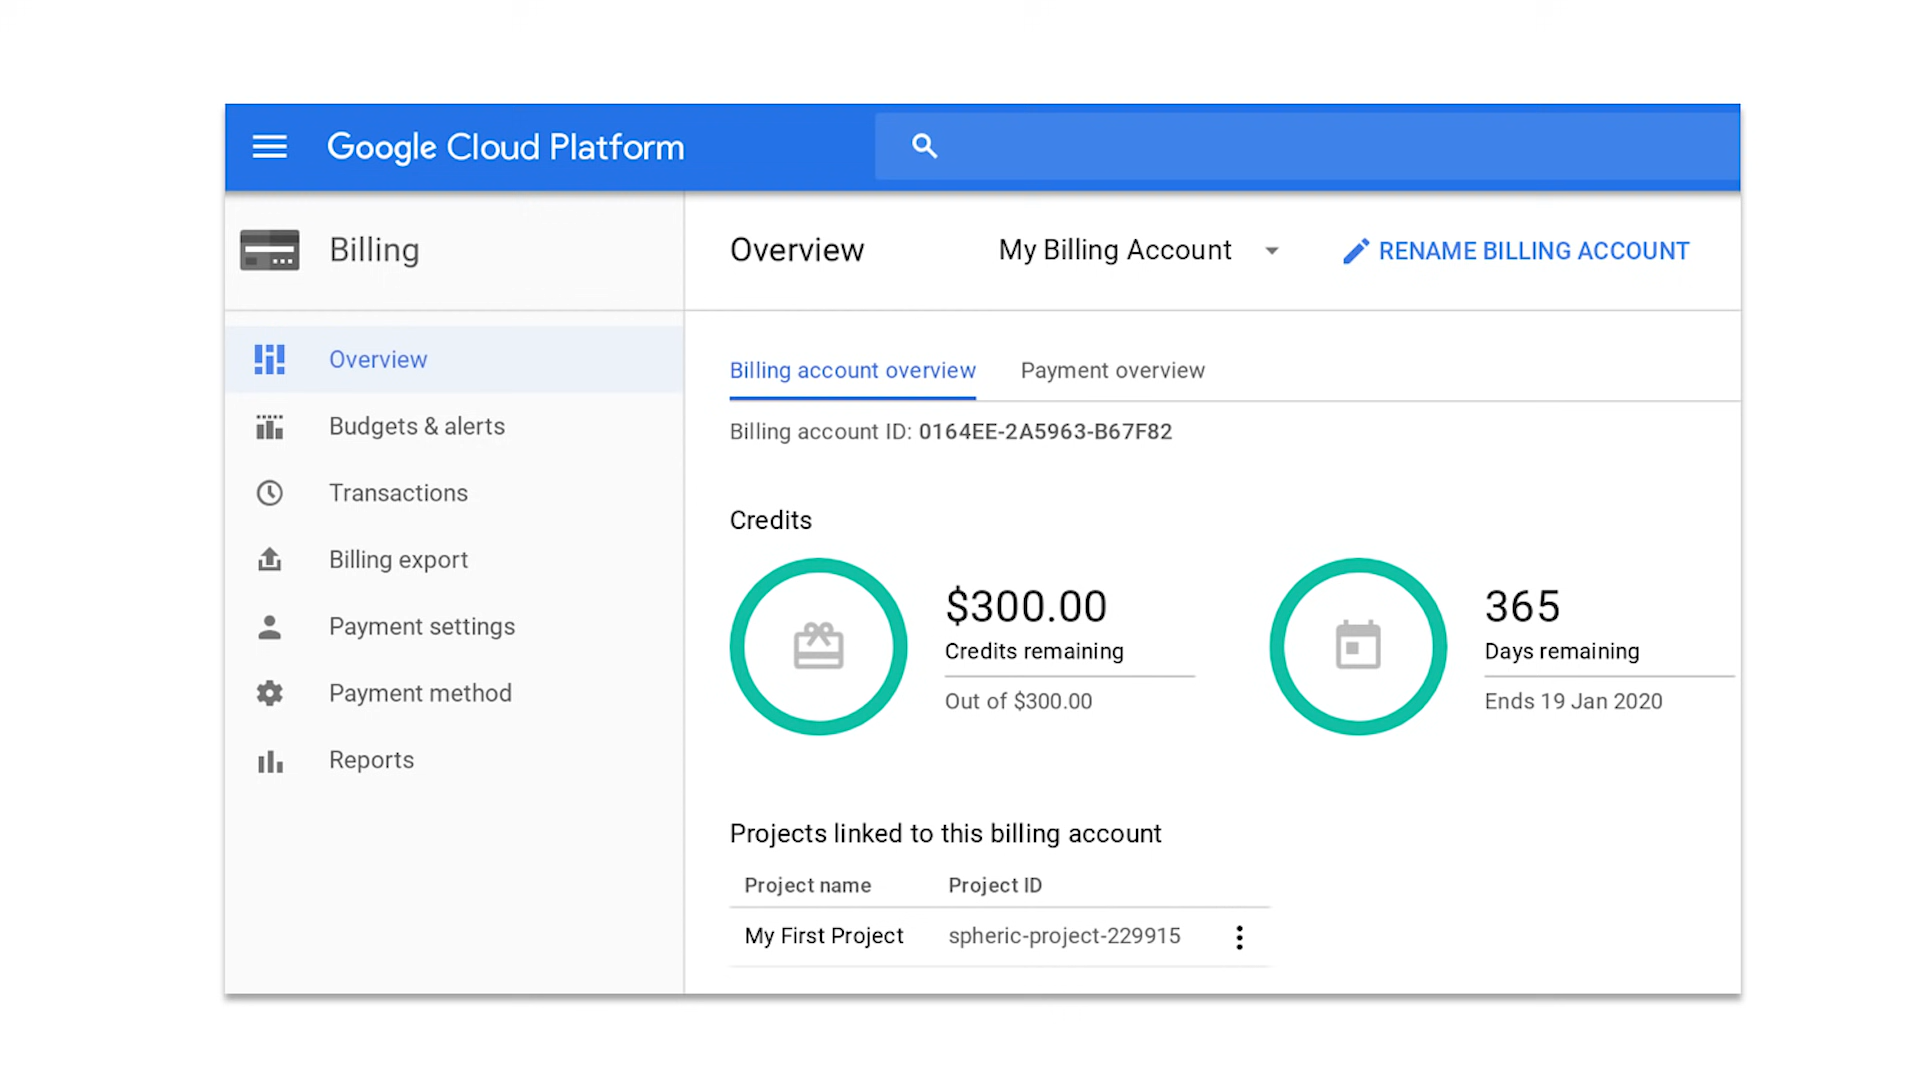 Google Cloud Platform
Billing
Overview
Budgets & alerts
Transactions
Billing export
Payment settings
Payment method
Reports
Overview
My Billing Account
RENAME BILLING ACCOUNT
Billing account overview
Payment overview
Billing account ID: 0164EE-2A5963-B67F82
Credits
$300.00
Credits remaining
Out of $300.00
365
Days remaining
Ends 19 Jan 2020
Projects linked to this billing account
Project name
Project ID
My First Project
spheric-project-229915